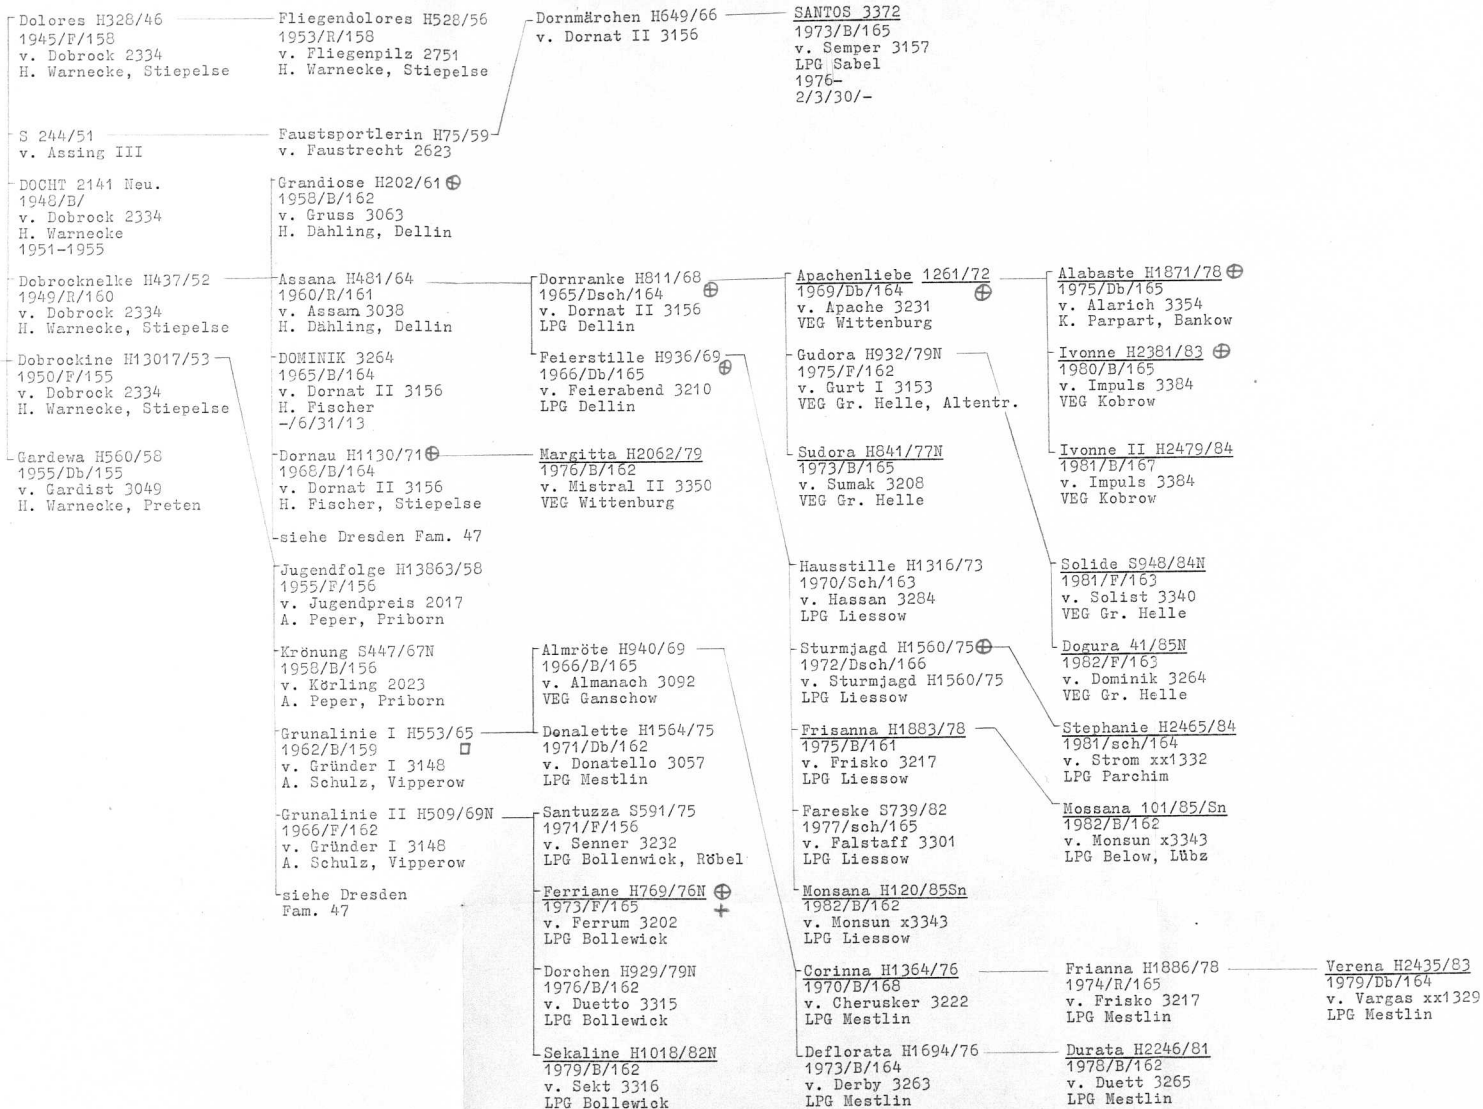 Dolores H328/46
1945/F/158
v. Dobrock 2334
H. Warnecke, Stiepelse
S 244/51
v. Assing III
DOCHT 2141 Neu.
1948/B/
v. Dobrock 2334
H. Warnecke
1951-1955
Dobrocknelke H437/52
1949/R/160
v. Dobrock 2334
H. Warnecke, Stiepelse
Dobrockine H13017/53
1950/F/155
v. Dobrock 2334
H. Warnecke, Stiepelse
Gardewa H560/58
1955/Db/155
v. Gardist 3049
H. Warnecke, Preten
Fliegendolores H528/56
1953/R/158
v. Fliegenpilz 2751
H. Warnecke, Stiepelse
Faustsportlerin H75/59
v. Faustrecht 2623
Grandiose H202/61
1958/B/162
v. Gruss 3063
H. Dähling, Dellin
Assana H481/64
1960/R/161
v. Assam 3038
H. Dähling, Dellin
DOMINIK 3264
1965/B/164
v. Dornat II 3156
H. Fischer
-/6/31/13
Dornau H1130/71
1968/B/164
v. Dornat II 3156
H. Fischer, Stiepelse
siehe Dresden Fam. 47
Jugendfolge H13863/58
1955/F/156
v. Jugendpreis 2017
A. Peper, Priborn
Krönung S447/67N
1958/B/156
v. Körling 2023
A. Peper, Priborn
Grunalinie I H553/65
1962/B/159
v. Gründer I 3148
A. Schulz, Vipperow
Grunalinie II H509/69N
1966/F/162
v. Gründer I 3148
A. Schulz, Vipperow
siehe Dresden
Fam. 47
Dornmärchen H649/66
v. Dornat II 3156
Dornranke H811/68
1965/Dsch/164
v. Dornat II 3156
LPG Dellin
Feierstille H936/69
1966/Db/165
v. Feierabend 3210
LPG Dellin
Margitta H2062/79
1976/B/162
v. Mistral II 3350
VEG Wittenburg
Almröte H940/69
1966/B/165
v. Almanach 3092
VEG Ganschow
Donalette H1564/75
1971/Db/162
v. Donatello 3057
LPG Mestlin
Santuzza S591/75
1971/F/156
v. Senner 3232
LPG Bollenwick, Röbel
Ferriane H769/76N
1973/F/165
v. Ferrum 3202
LPG Bollewick
Dorchen H929/79N
1976/B/162
v. Duetto 3315
LPG Bollewick
Sekaline H1018/82N
1979/B/162
v. Sekt 3316
LPG Bollewick
SANTOS 3372
1973/B/165
v. Semper 3157
LPG Sabel
1976-
2/3/30/-
Apachenliebe 1261/72
1969/Db/164
v. Apache 3231
VEG Wittenburg
Gudora H932/79N
1975/F/162
v. Gurt I 3153
VEG Gr. Helle, Altentr.
Sudora H841/77N
1973/B/165
v. Sumak 3208
VEG Gr. Helle
Hausstille H1316/73
1970/Sch/163
v. Hassan 3284
LPG Liessow
Sturmjagd H1560/75
1972/Dsch/166
v. Sturmjagd H1560/75
LPG Liessow
Frisanna H1883/78
1975/B/161
v. Frisko 3217
LPG Liessow
Fareske S739/82
1977/sch/165
v. Falstaff 3301
LPG Liessow
Monsana H120/85Sn
1982/B/162
v. Monsun x3343
LPG Liessow
Corinna H1364/76
1970/B/168
v. Cherusker 3222
LPG Mestlin
Deflorata H1694/76
1973/B/164
v. Derby 3263
LPG Mestlin
Alabaste H1871/78
1975/Db/165
v. Alarich 3354
K. Parpart, Bankow
Ivonne H2381/83
1980/B/165
v. Impuls 3384
VEG Kobrow
Ivonne II H2479/84
1981/B/167
v. Impuls 3384
VEG Kobrow
Solide S948/84N
1981/F/163
v. Solist 3340
VEG Gr. Helle
Dogura 41/85N
1982/F/163
v. Dominik 3264
VEG Gr. Helle
Stephanie H2465/84
1981/sch/164
v. Strom xx1332
LPG Parchim
Mossana 101/85/Sn
1982/B/162
v. Monsun x3343
LPG Below, Lübz
Frianna H1886/78
1974/R/165
v. Frisko 3217
LPG Mestlin
Durata H2246/81
1978/B/162
v. Duett 3265
LPG Mestlin
Verena H2435/83
1979/Db/164
v. Vargas xx1329
LPG Mestlin